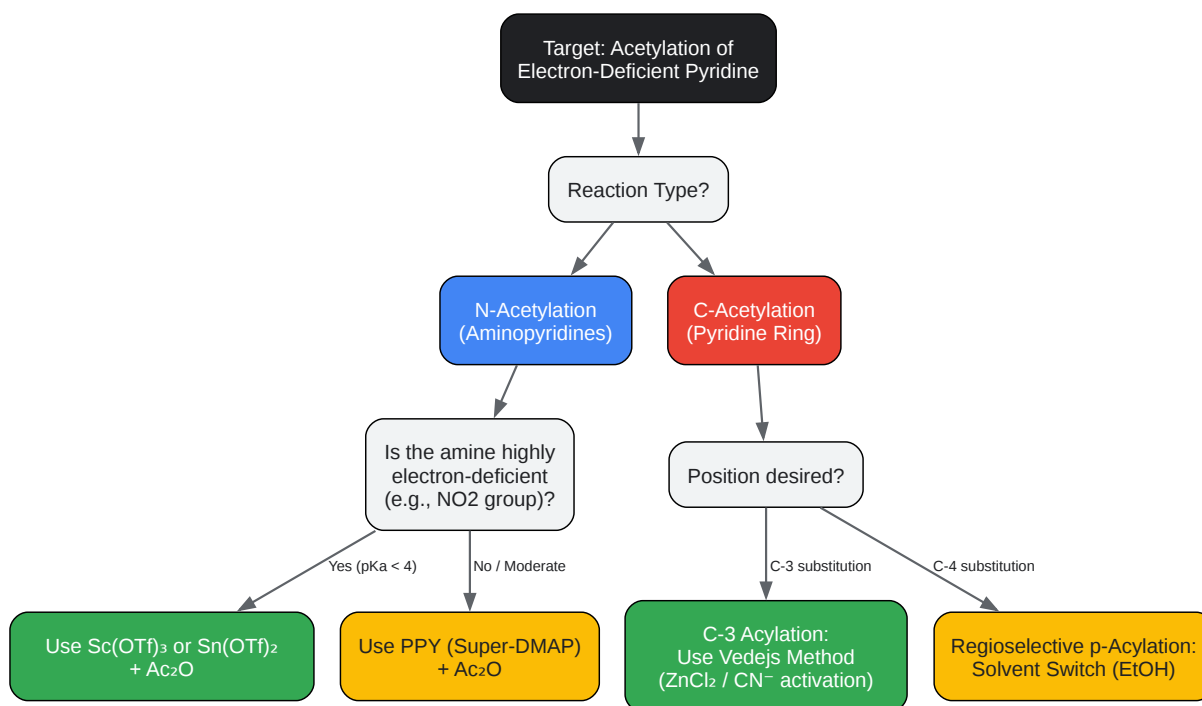 Target: Acetylation of
Electron-Deficient Pyridine
Reaction Type?
N-Acetylation
(Aminopyridines)
C-Acetylation
(Pyridine Ring)
Is the amine highly
electron-deficient
(e.g., NO2 group)?
Position desired?
Yes (pKa < 4)
No / Moderate
C-3 substitution
C-4 substitution
Use Sc(OTf)₃ or Sn(OTf)₂
+ Ac₂O
Use PPY (Super-DMAP)
+ Ac₂O
C-3 Acylation:
Use Vedejs Method
(ZnCl₂ / CN⁻ activation)
Regioselective p-Acylation:
Solvent Switch (EtOH)